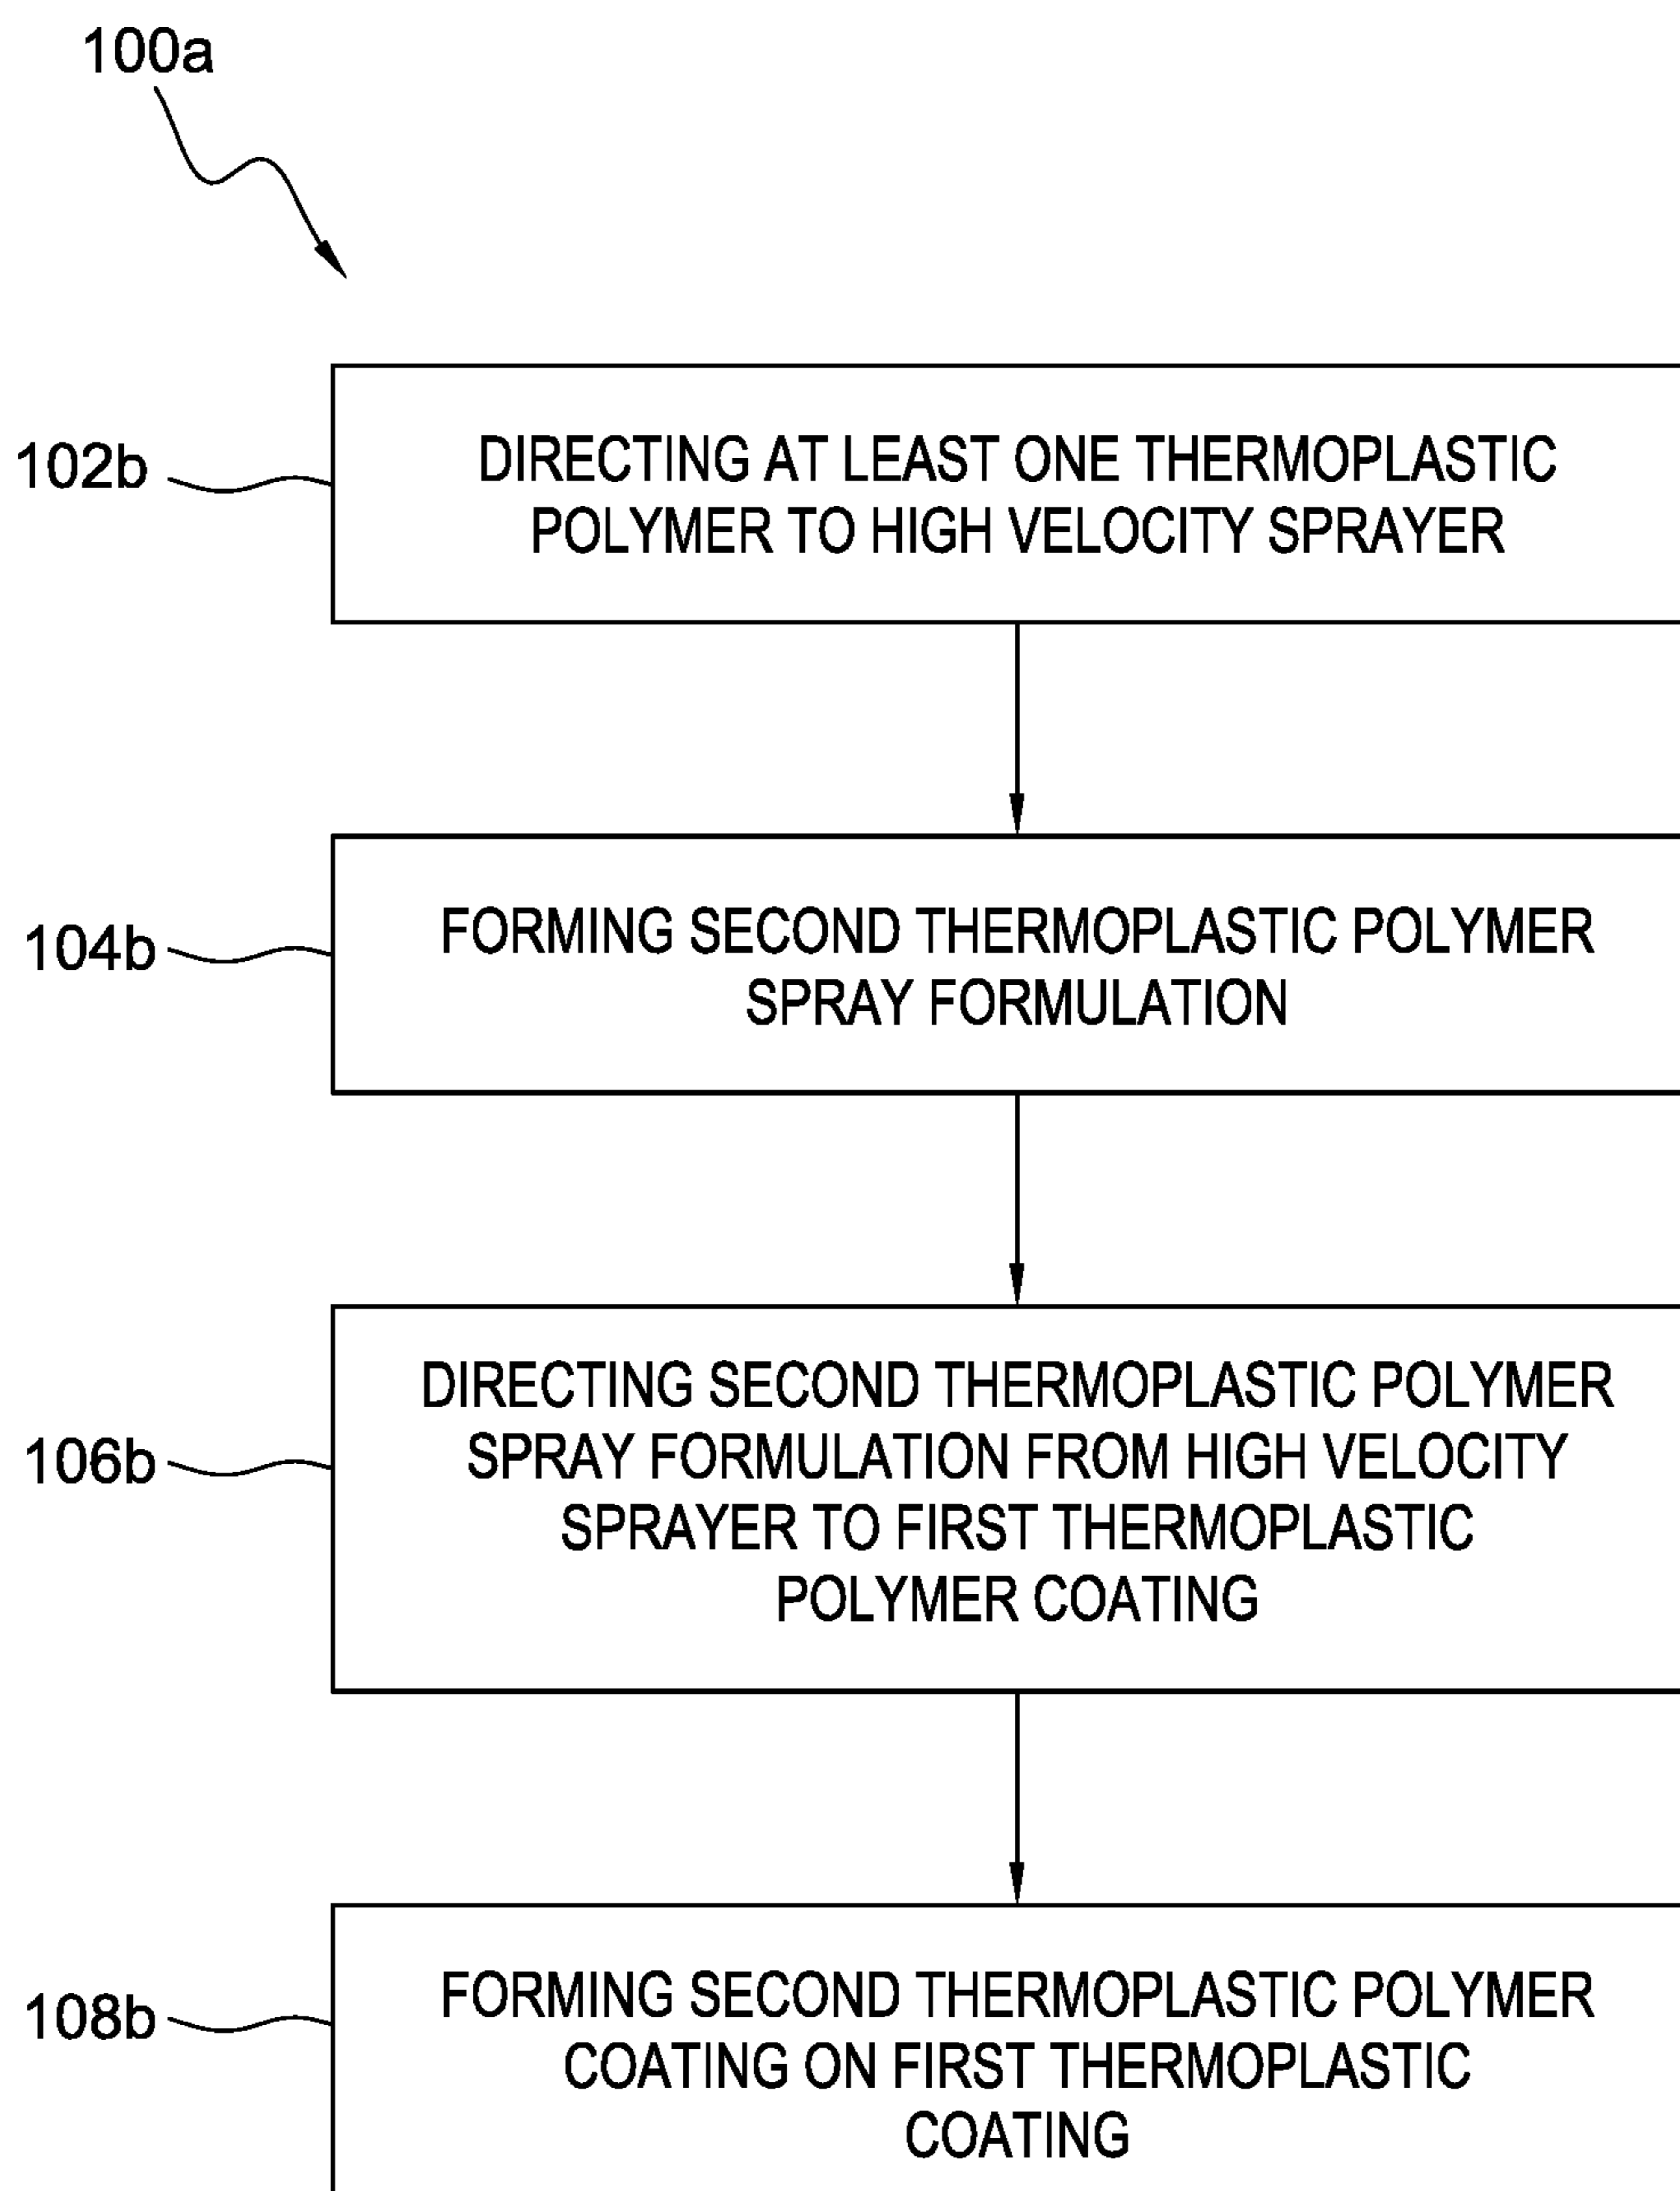 100a
102b
DIRECTING AT LEAST ONE THERMOPLASTIC
POLYMER TO HIGH VELOCITY SPRAYER
104b
FORMING SECOND THERMOPLASTIC POLYMER
SPRAY FORMULATION
106b
DIRECTING SECOND THERMOPLASTIC POLYMER
SPRAY FORMULATION FROM HIGH VELOCITY
SPRAYER TO FIRST THERMOPLASTIC
POLYMER COATING
108b
FORMING SECOND THERMOPLASTIC POLYMER
COATING ON FIRST THERMOPLASTIC
COATING